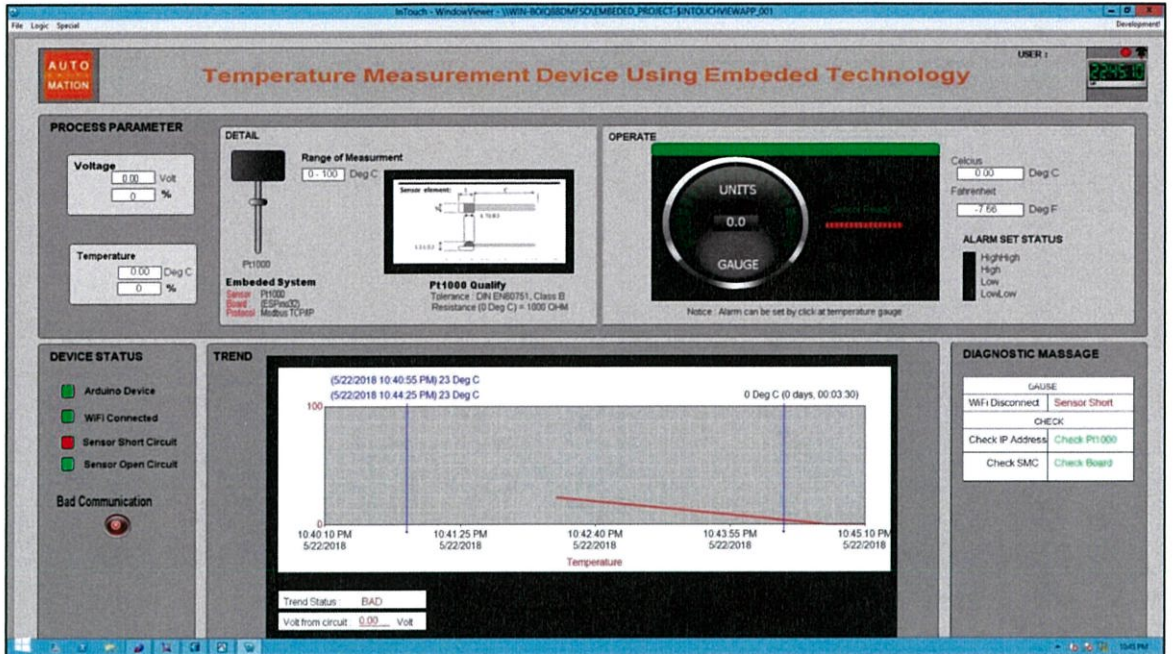 InTouch - WindowViewer - \\WIN-BOIQ8BDMFSO\EMBEDED_PROJECT-$INTOUCHVIEWAPP_001
File Logic Special
Development!
AUTO
MATION
Temperature Measurement Device Using Embeded Technology
USER :
22:45:10
PROCESS PARAMETER
Voltage
0.00 Volt
0 %
Temperature
0.00 Deg C
0 %
DETAIL
Range of Measurment
0 - 100 Deg C
Sensor element:
Pt1000
Embeded System
Sensor : Pt1000
Board : (ESPino32)
Protocol : Modbus TCP/IP
Pt1000 Qualify
Tolerance : DIN EN60751, Class B
Resistance (0 Deg C) = 1000 OHM
OPERATE
UNITS
0.0
GAUGE
Notice : Alarm can be set by click at temperature gauge
Celcius
0.00 Deg C
Fahrenheit
-7.66 Deg F
ALARM SET STATUS
HighHigh
High
Low
LowLow
DEVICE STATUS
Arduino Device
WiFi Connected
Sensor Short Circuit
Sensor Open Circuit
Bad Communication
TREND
(5/22/2018 10:40:55 PM) 23 Deg C
(5/22/2018 10:44:25 PM) 23 Deg C
0 Deg C (0 days, 00:03:30)
100
0
10:40:10 PM 10:41:25 PM 10:42:40 PM 10:43:55 PM 10:45:10 PM
5/22/2018 5/22/2018 5/22/2018 5/22/2018 5/22/2018
Temperature
Trend Status : BAD
Volt from circuit : 0.00 Volt
DIAGNOSTIC MASSAGE
WiFi Disconned Sensor Short
CHECK
Check IP Address Check Pt1000
Check SMC Check Board
10:45 PM